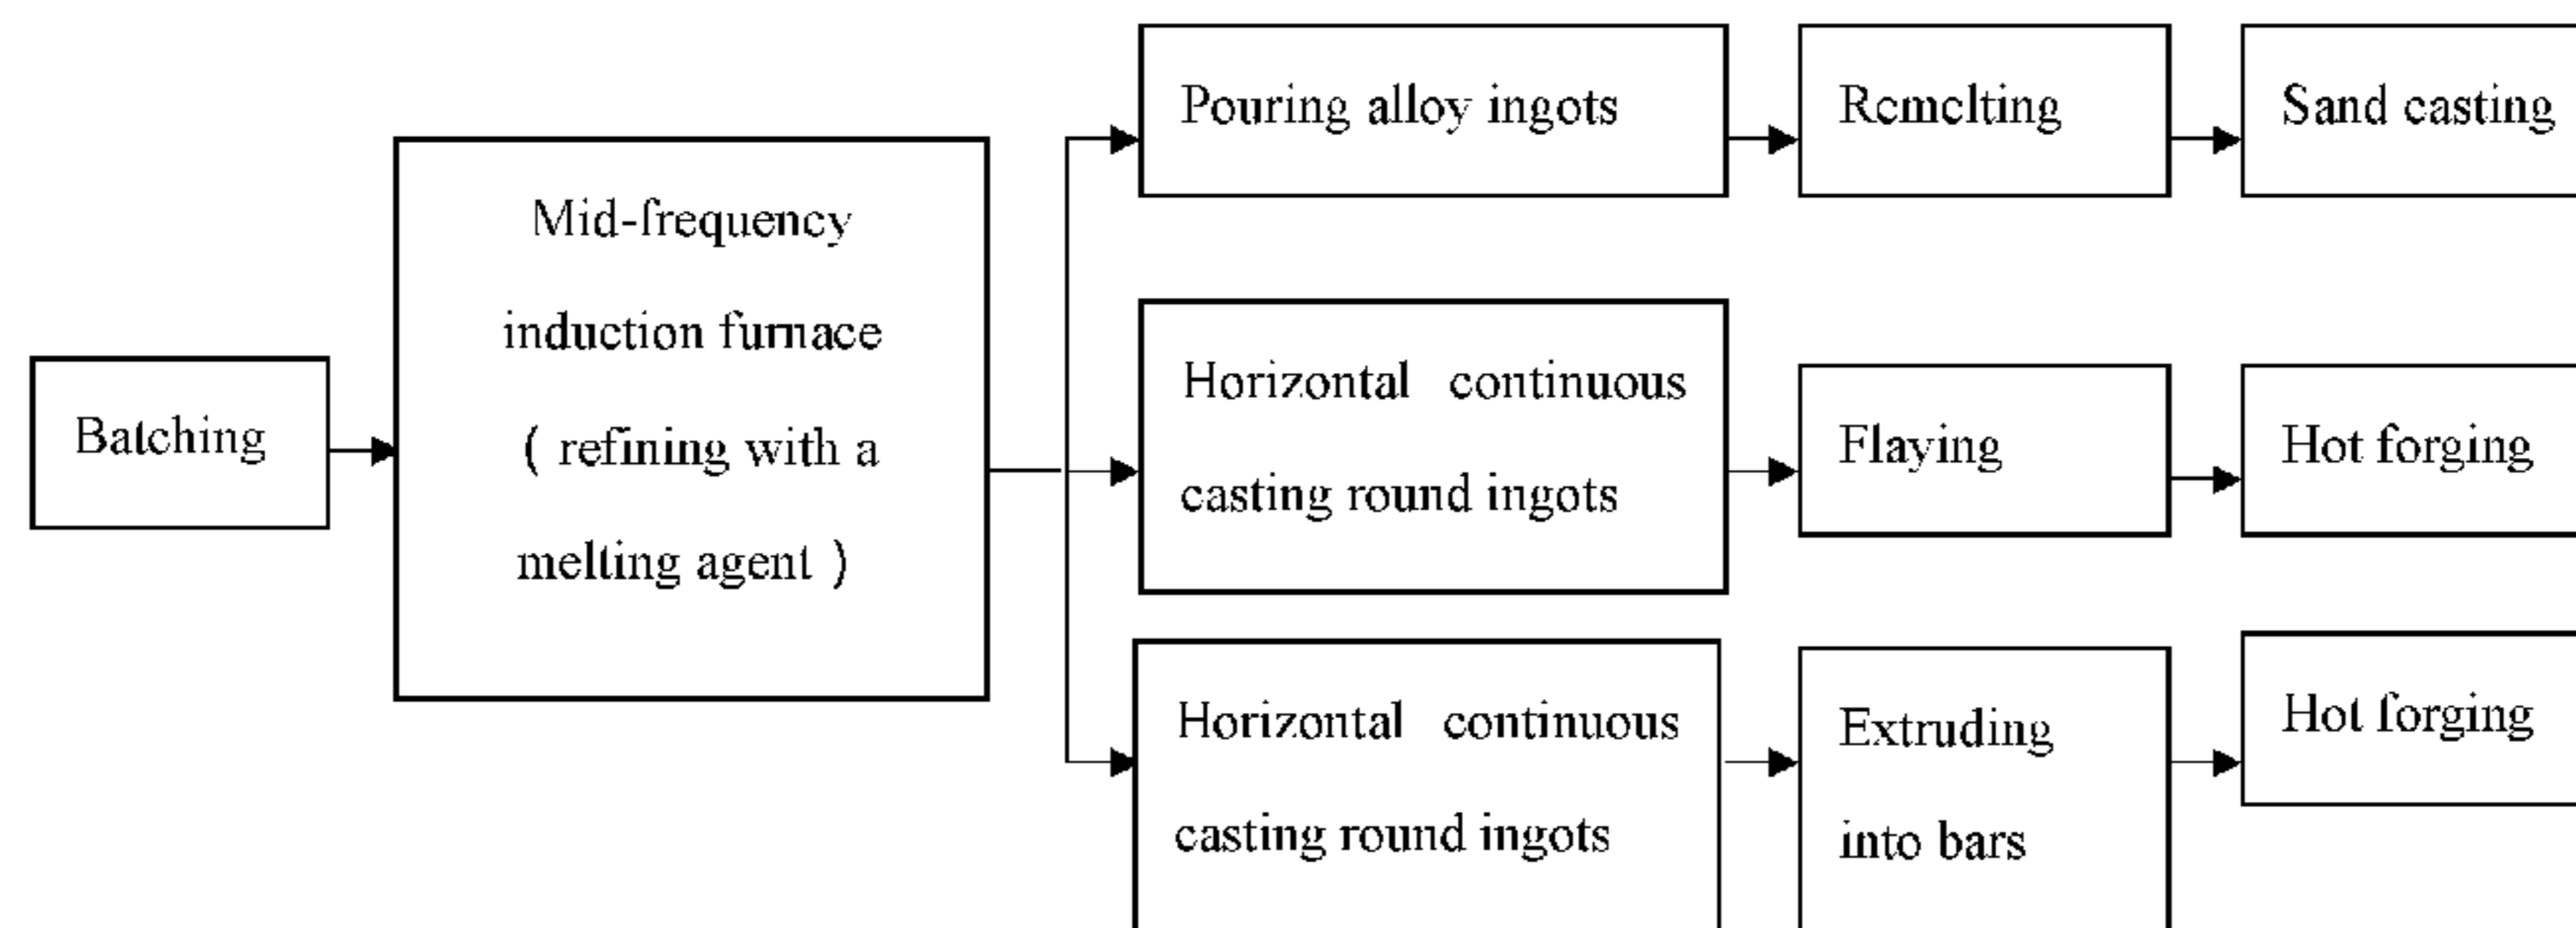 Batching
Mid-frequency
induction furnace
( refining with a
melting agent )
Pouring alloy ingots
Remelting
Sand casting
Horizontal continuous
casting round ingots
Flaying
Hot forging
Horizontal continuous
casting round ingots
Extruding
into bars
Hot forging